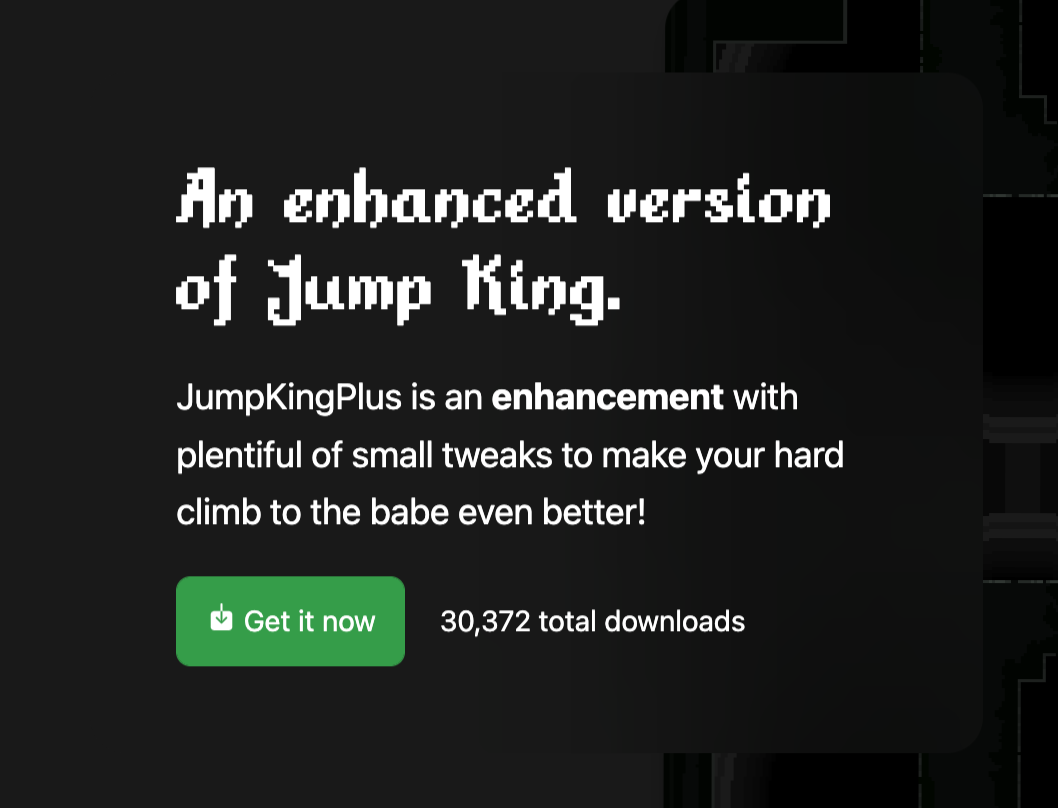 An enhanced version
of Jump King.
JumpKingPlus is an enhancement with
plentiful of small tweaks to make your hard
climb to the babe even better!
Get it now
30,372 total downloads